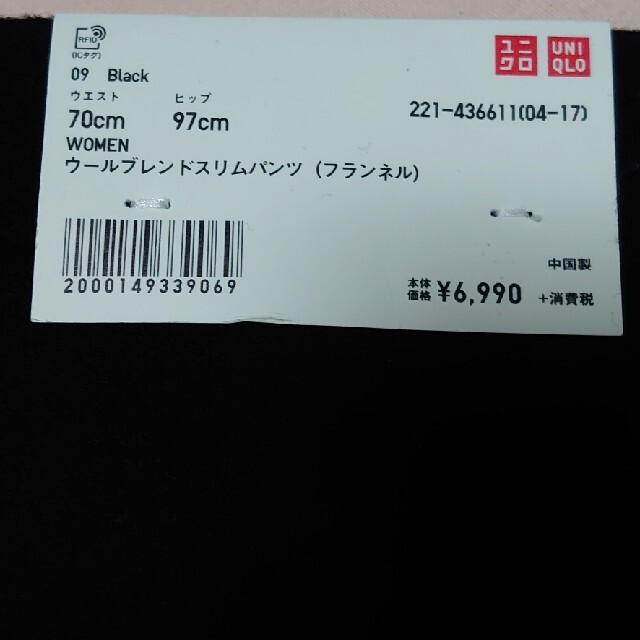 RFID
(ICタグ)
ユニクロ
UNIQLO
09 Black
ウエスト ヒップ
70cm 97cm
221-436611(04-17)
WOMEN
ウールブレンドスリムパンツ (フランネル)
2000149339069
中国製
本体価格 ¥6,990 +消費税